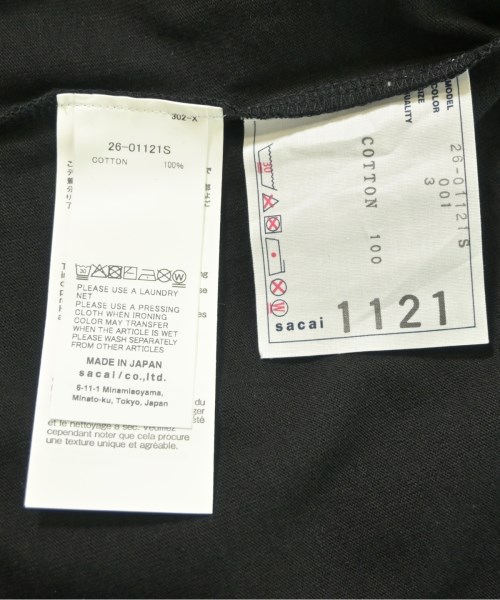 302-X
26-01121S
COTTON 100%
PLEASE USE A LAUNDRY
NET
PLEASE USE A PRESSING
CLOTH WHEN IRONING
COLOR MAY TRANSFER
WHEN THE ARTICLE IS WET
PLEASE WASH SEPARATELY
FROM OTHER ARTICLES
MADE IN JAPAN
sacai/co.,ltd.
6-11-1 Minamiaoyama,
Minato-ku, Tokyo, Japan
et le nettoyage à sec. Veuillez
cependant noter que cela procure
une texture unique et agréable.
MODEL 26-01121S
COLOR 001
SIZE 3
QUALITY
COTTON 100
sacai 1121